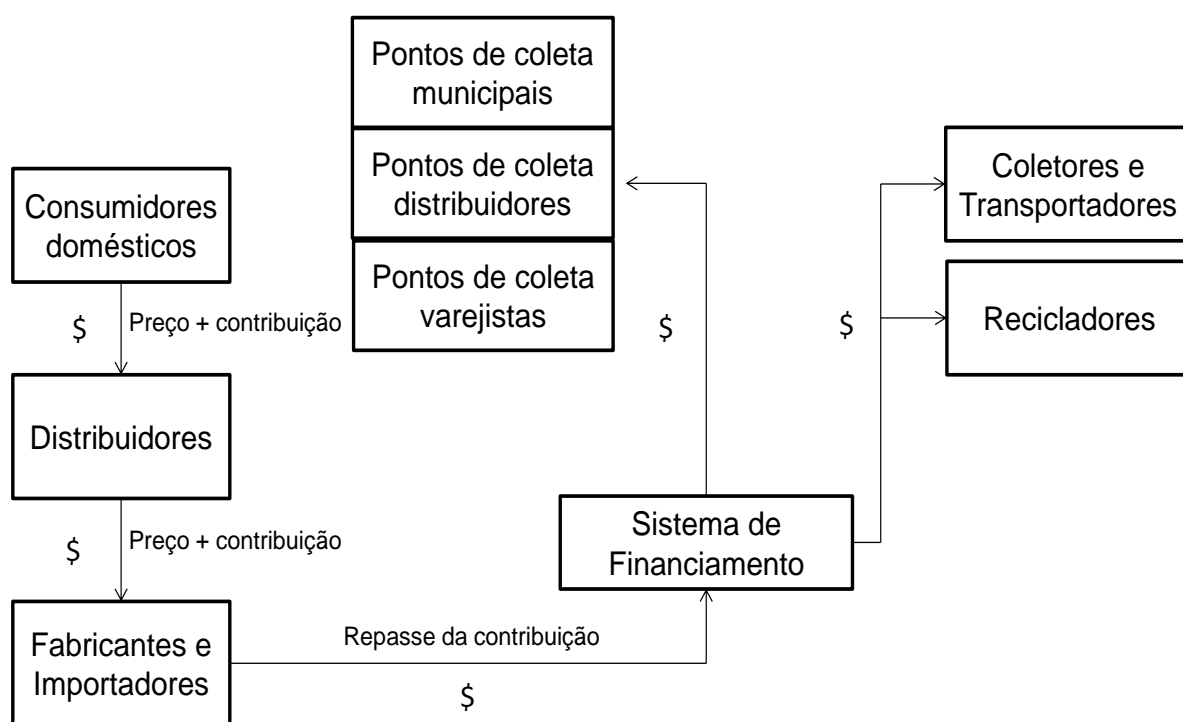 Pontos de coleta
municipais
Pontos de coleta
distribuidores
Pontos de coleta
varejistas
Consumidores
domésticos
$
Preço + contribuição
Distribuidores
$
Preço + contribuição
Fabricantes e
Importadores
Repasse da contribuição
$
Sistema de
Financiamento
$
$
Coletores e
Transportadores
Recicladores